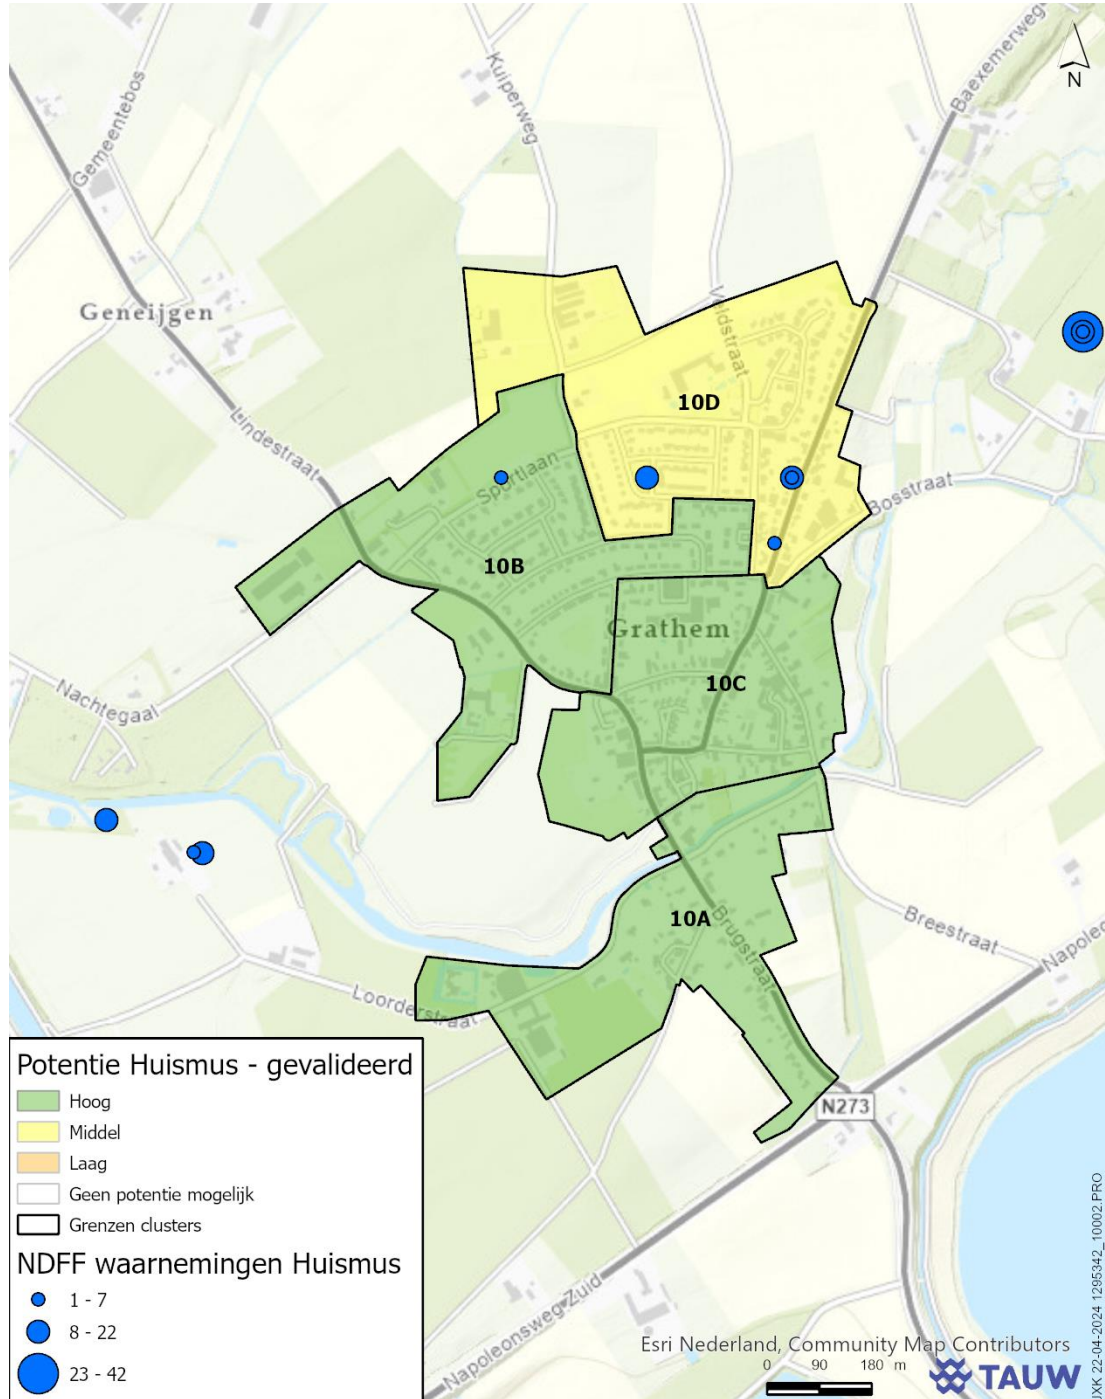 Gemeentebos
Kuiperweg
Baexemerweg
N
Geneijgen
Veldstraat
10D
Lindestraat
Sportlaan
Bosstraat
10B
Grathem
10C
Nachtegaal
10A
Brugstraat
Breestraat
Loorderstraat
Napoleo
N273
Napoleonsweg Zuid
Potentie Huismus - gevalideerd
Hoog
Middel
Laag
Geen potentie mogelijk
Grenzen clusters
NDFF waarnemingen Huismus
1 - 7
8 - 22
23 - 42
Esri Nederland, Community Map Contributors
0 90 180 m
TAUW
JXK 22-04-2024 1295342_10002.PRO